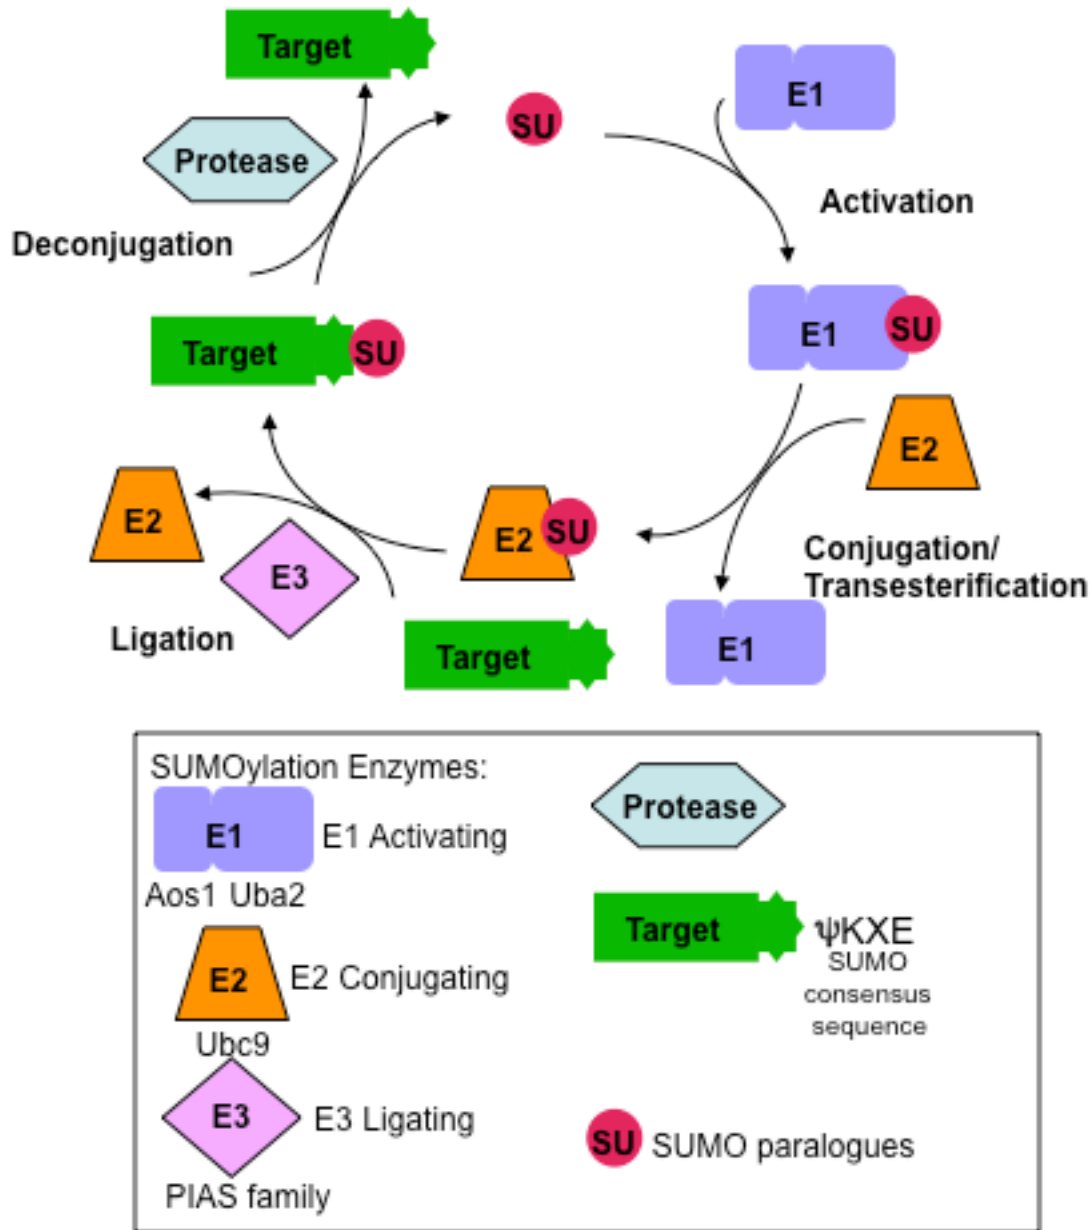 Target
SU
E1
Protease
Activation
Deconjugation
E1
SU
Target
SU
E2
E2
E2
SU
E3
Conjugation/
Transesterification
Ligation
Target
E1
SUMOylation Enzymes:
E1
E1 Activating
Aos1 Uba2
E2
E2 Conjugating
Ubc9
E3
E3 Ligating
PIAS family
Protease
Target
ψKXE
SUMO
consensus
sequence
SU
SUMO paralogues